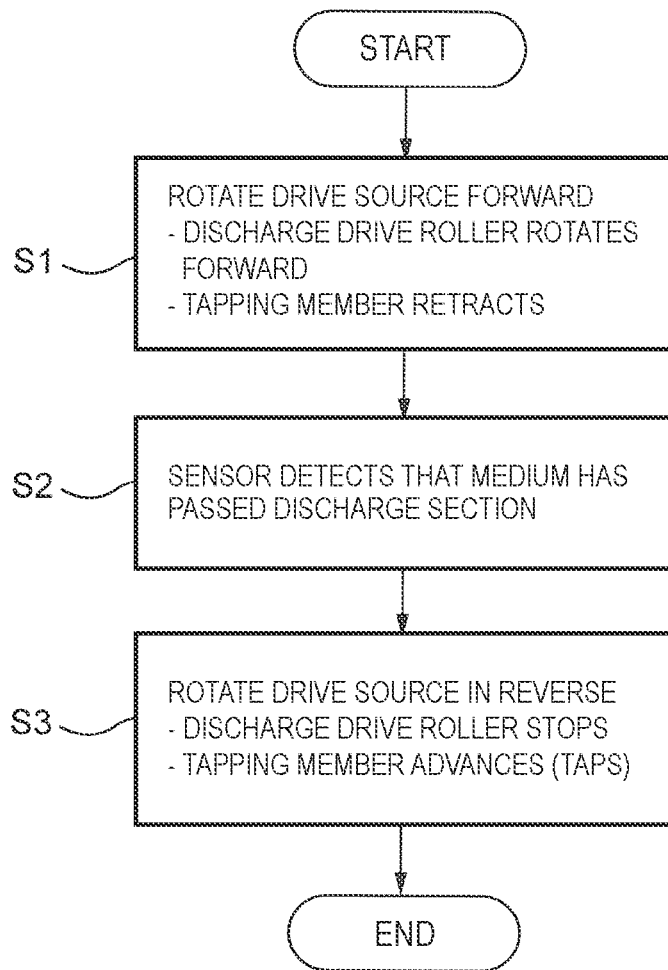 START
S1
ROTATE DRIVE SOURCE FORWARD
- DISCHARGE DRIVE ROLLER ROTATES
FORWARD
- TAPPING MEMBER RETRACTS
S2
SENSOR DETECTS THAT MEDIUM HAS
PASSED DISCHARGE SECTION
S3
ROTATE DRIVE SOURCE IN REVERSE
- DISCHARGE DRIVE ROLLER STOPS
- TAPPING MEMBER ADVANCES (TAPS)
END